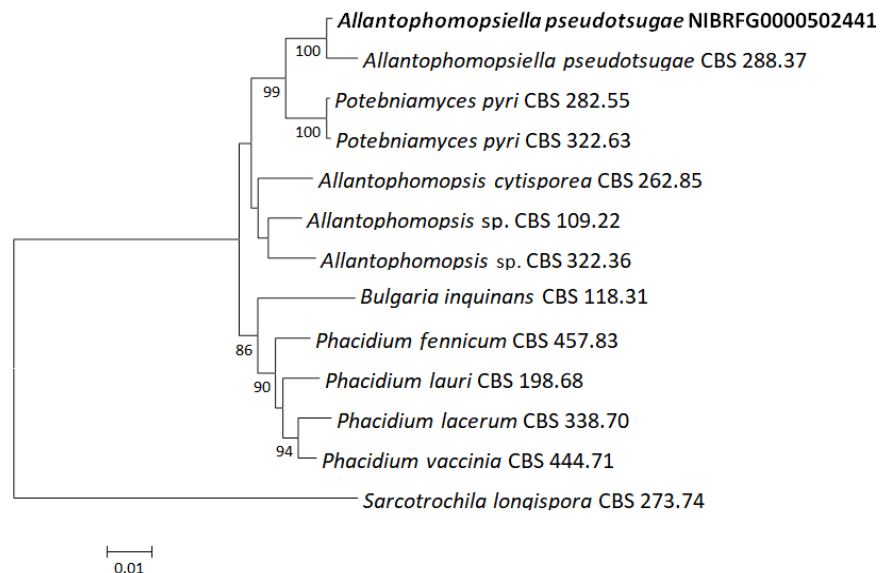 Allantophomopsiella pseudotsugae NIBRFG0000502441
100
Allantophomopsiella pseudotsugae CBS 288.37
99
Potebniamyces pyri CBS 282.55
100
Potebniamyces pyri CBS 322.63
Allantophomopsis cytisporea CBS 262.85
Allantophomopsis sp. CBS 109.22
Allantophomopsis sp. CBS 322.36
Bulgaria inquinans CBS 118.31
Phacidium fennicum CBS 457.83
86
Phacidium lauri CBS 198.68
90
Phacidium lacerum CBS 338.70
94
Phacidium vaccinia CBS 444.71
Sarcotrochila longispora CBS 273.74
0.01